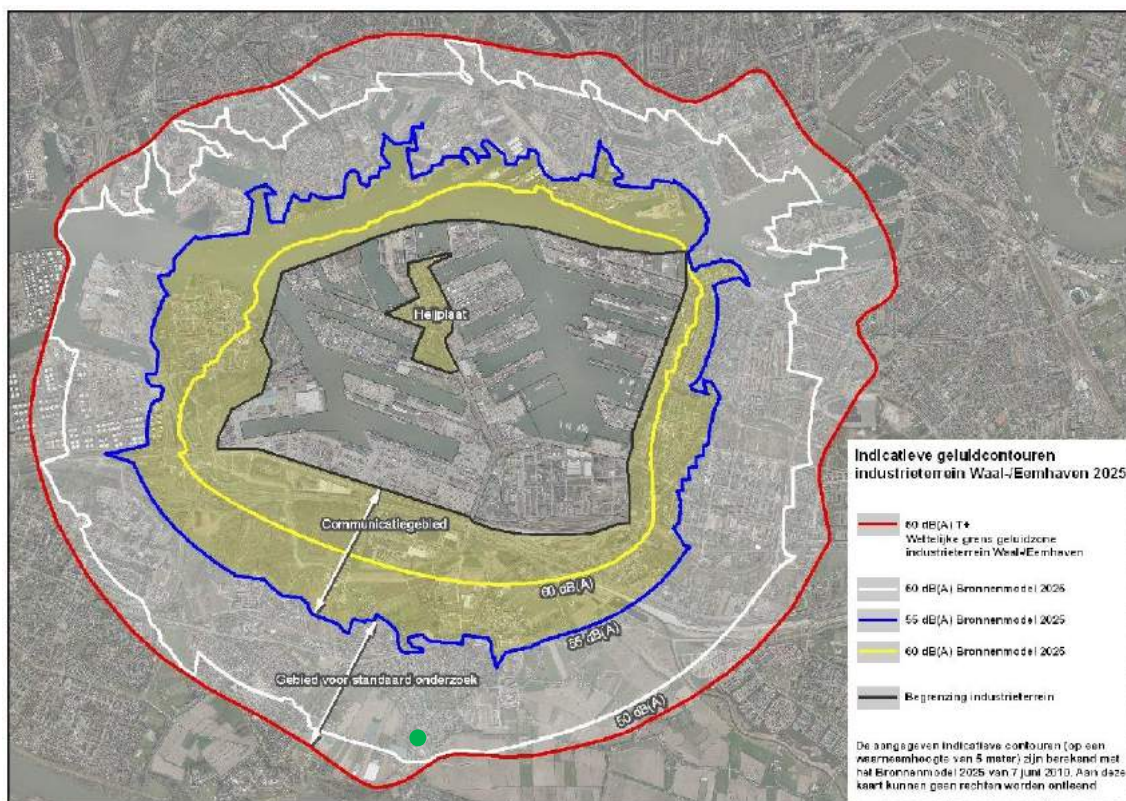 Heijplaat
Communicatiegebied
60 dB(A)
55 dB(A)
Gebied voor standaard onderzoek
50 dB(A)
Indicatieve geluidcontouren
industrieterrein Waal-/Eemhaven 2025
50 dB(A) T+
Wettelijke grens geluidzone
industrieterrein Waal-/Eemhaven
50 dB(A) Bronnenmodel 2025
55 dB(A) Bronnenmodel 2025
60 dB(A) Bronnenmodel 2025
Begrenzing industrieterrein
De aangegeven indicatieve contouren (op een
waarneemhoogte van 5 meter) zijn berekend met
het Bronnenmodel 2025 van 7 juni 2010. Aan deze
kaart kunnen geen rechten worden ontleend